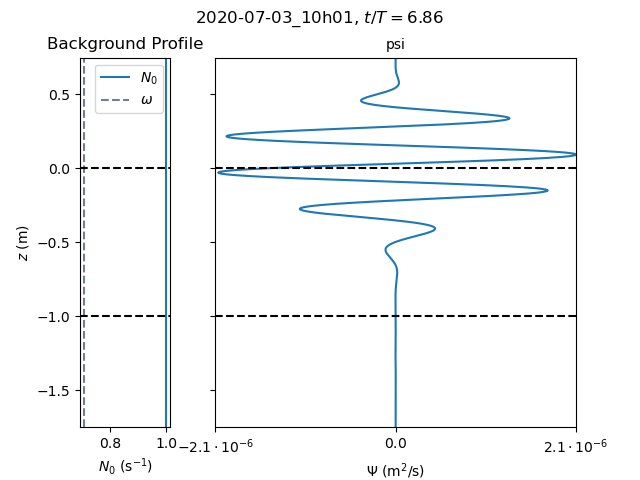 2020-07-03_10h01, t/T = 6.86
Background Profile
psi
N₀
ω
0.5
0.0
−0.5
−1.0
−1.5
z (m)
0.8
1.0
N₀ (s⁻¹)
−2.1 · 10⁻⁶
0.0
2.1 · 10⁻⁶
Ψ (m²/s)